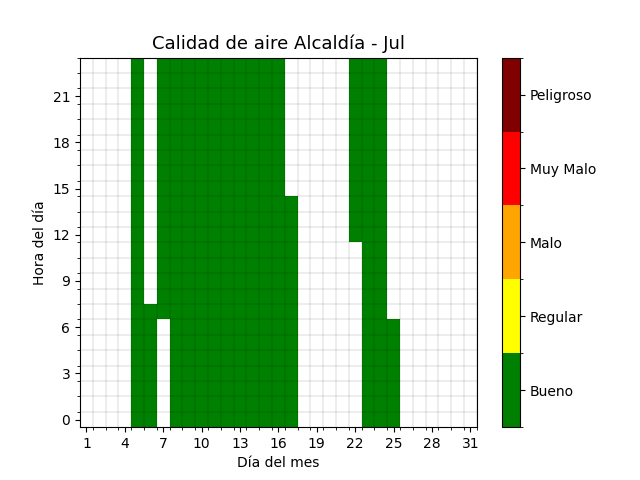 Calidad de aire Alcaldía - Jul
Hora del día
21
18
15
12
9
6
3
0
1 4 7 10 13 16 19 22 25 28 31
Día del mes
Peligroso
Muy Malo
Malo
Regular
Bueno